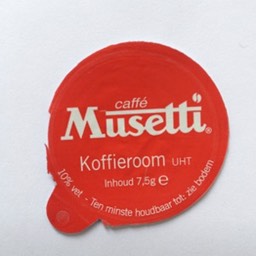 caffé
Musetti®
Koffieroom UHT
Inhoud 7,5g ℮
10% vet - Ten minste houdbaar tot: zie bodem